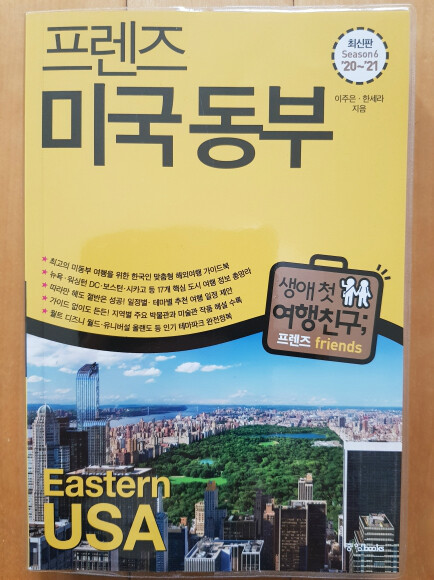 프렌즈
미국 동부
최신판
Season6
'20~'21
이주은·한세라
지음
★ 최고의 미동부 여행을 위한 한국인 맞춤형 해외여행 가이드북
★ 뉴욕·워싱턴 DC·보스턴·시카고 등 17개 핵심 도시 여행 정보 총망라
★ 따라만 해도 절반은 성공! 일정별·테마별 추천 여행 일정 제안
★ 가이드 없이도 든든! 지역별 주요 박물관과 미술관 작품 해설 수록
★ 월트 디즈니 월드·유니버설 올랜도 등 인기 테마파크 완전정복
생애 첫
여행친구;
프렌즈 friends
Eastern
USA
중앙books